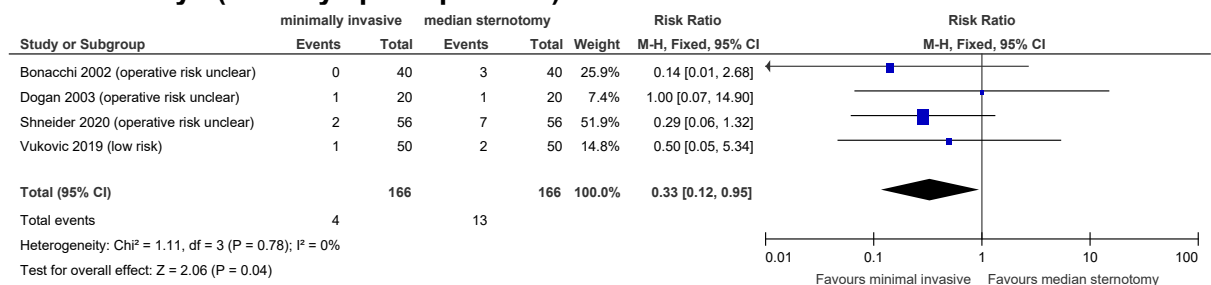 minimally invasive median sternotomy Risk Ratio Risk Ratio
Study or Subgroup Events Total Events Total Weight M-H, Fixed, 95% CI M-H, Fixed, 95% CI
Bonacchi 2002 (operative risk unclear) 0 40 3 40 25.9% 0.14 [0.01, 2.68]
Dogan 2003 (operative risk unclear) 1 20 1 20 7.4% 1.00 [0.07, 14.90]
Shneider 2020 (operative risk unclear) 2 56 7 56 51.9% 0.29 [0.06, 1.32]
Vukovic 2019 (low risk) 1 50 2 50 14.8% 0.50 [0.05, 5.34]
Total (95% CI) 166 166 100.0% 0.33 [0.12, 0.95]
Total events 4 13
Heterogeneity: Chi² = 1.11, df = 3 (P = 0.78); I² = 0%
Test for overall effect: Z = 2.06 (P = 0.04)
0.01 0.1 1 10 100
Favours minimal invasive Favours median sternotomy